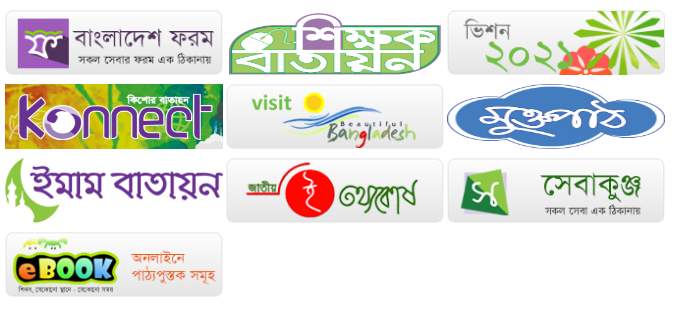 ফ বাংলাদেশ ফরম
সকল সেবার ফরম এক ঠিকানায়
শিক্ষক
বাতায়ন
ভিশন
২০২১
কিশোর বাতায়ন
Konnect
visit
Beautiful
Bangladesh
মুক্তপাঠ
ইমাম বাতায়ন
জাতীয় ই তথ্যকোষ
স সেবাকুঞ্জ
সকল সেবা এক ঠিকানায়
eBOOK
শিখুন, যেকোনো স্থানে - যেকোনো সময়
অনলাইনে
পাঠ্যপুস্তক সমূহ